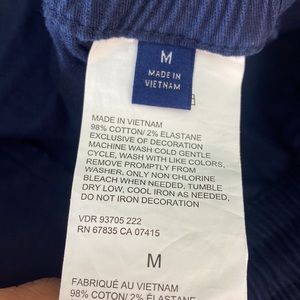 M
MADE IN
VIETNAM
MADE IN VIETNAM
98% COTTON/ 2% ELASTANE
EXCLUSIVE OF DECORATION
MACHINE WASH COLD GENTLE
CYCLE, WASH WITH LIKE COLORS,
REMOVE PROMPTLY FROM
WASHER, ONLY NON CHLORINE
BLEACH WHEN NEEDED, TUMBLE
DRY LOW, COOL IRON AS NEEDED,
DO NOT IRON DECORATION
VDR 93705 222
RN 67835 CA 07415
M
FABRIQUÉ AU VIETNAM
98% COTON/ 2% ÉLASTANNE